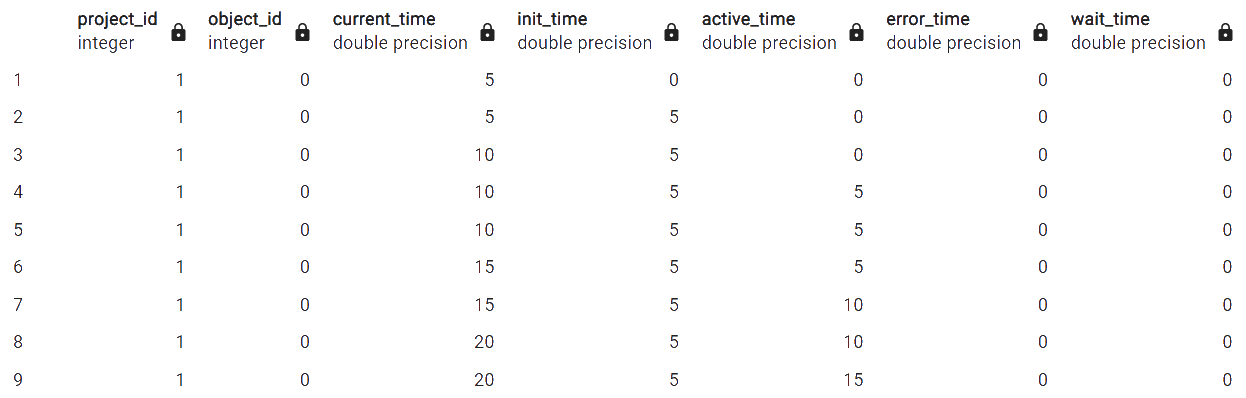 project_id object_id current_time init_time active_time error_time wait_time
integer integer double precision double precision double precision double precision double precision
1 1 0 5 0 0 0 0
2 1 0 5 5 0 0 0
3 1 0 10 5 0 0 0
4 1 0 10 5 5 0 0
5 1 0 10 5 5 0 0
6 1 0 15 5 5 0 0
7 1 0 15 5 10 0 0
8 1 0 20 5 10 0 0
9 1 0 20 5 15 0 0